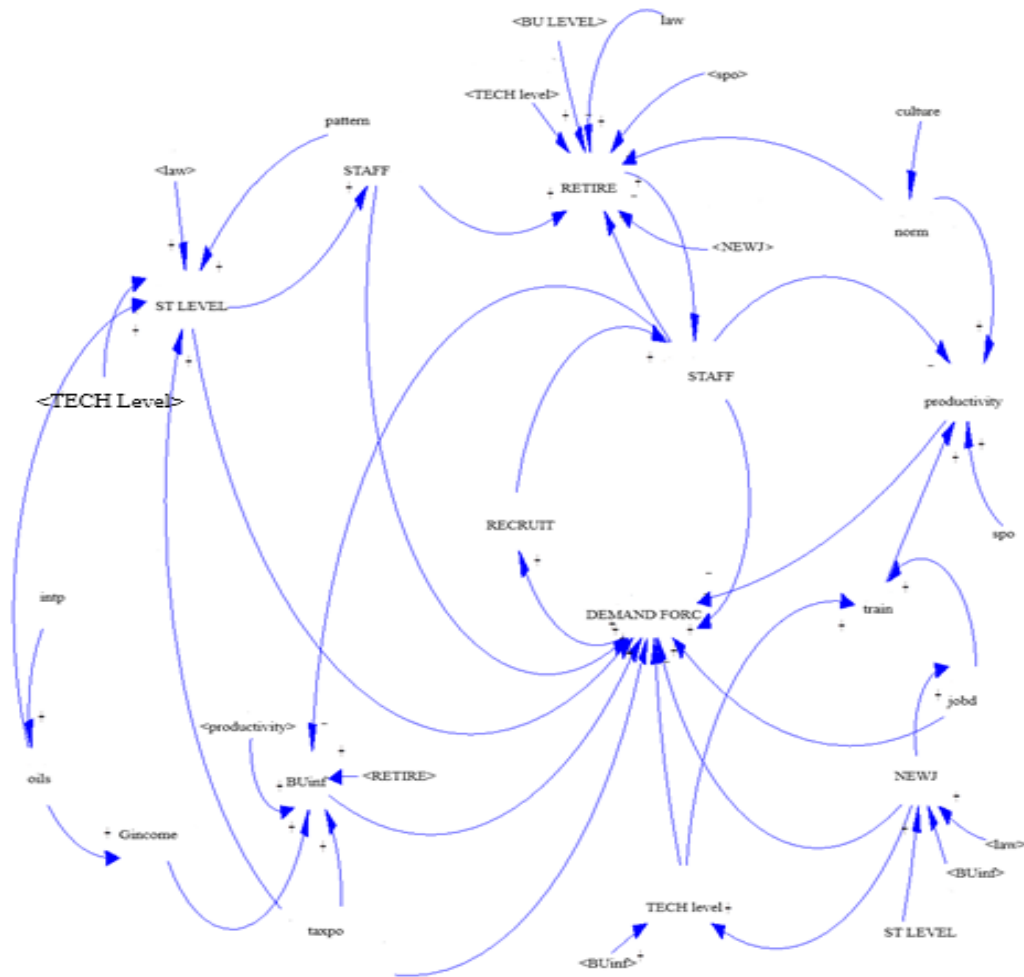 <BU LEVEL>
law
<TECH level>
<spo>
pattern
culture
<law>
STAFF
RETIRE
norm
<NEWJ>
ST LEVEL
STAFF
<TECH Level>
productivity
RECRUIT
spo
intp
DEMAND FORC
train
jobd
<productivity>
oils
BUinf
<RETIRE>
NEWJ
Gincome
<law>
<BUinf>
TECH level
taxpo
ST LEVEL
<BUinf>